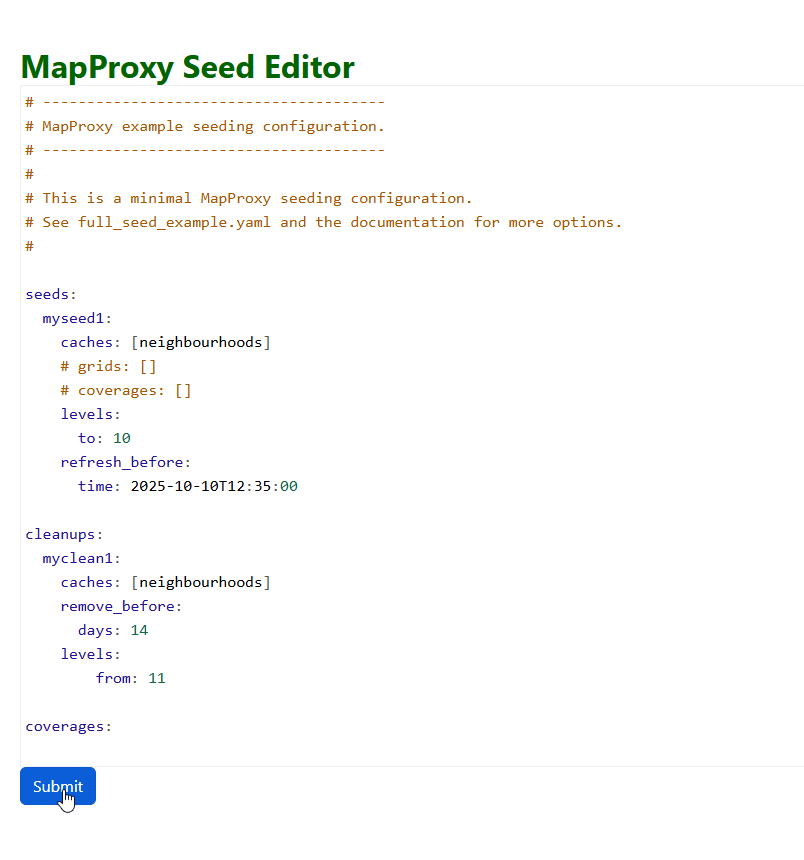 MapProxy Seed Editor
# ---------------------------------------
# MapProxy example seeding configuration.
# ---------------------------------------
#
# This is a minimal MapProxy seeding configuration.
# See full_seed_example.yaml and the documentation for more options.
#
seeds:
  myseed1:
    caches: [neighbourhoods]
    # grids: []
    # coverages: []
    levels:
      to: 10
    refresh_before:
      time: 2025-10-10T12:35:00
cleanups:
  myclean1:
    caches: [neighbourhoods]
    remove_before:
      days: 14
    levels:
        from: 11
coverages:
Submit